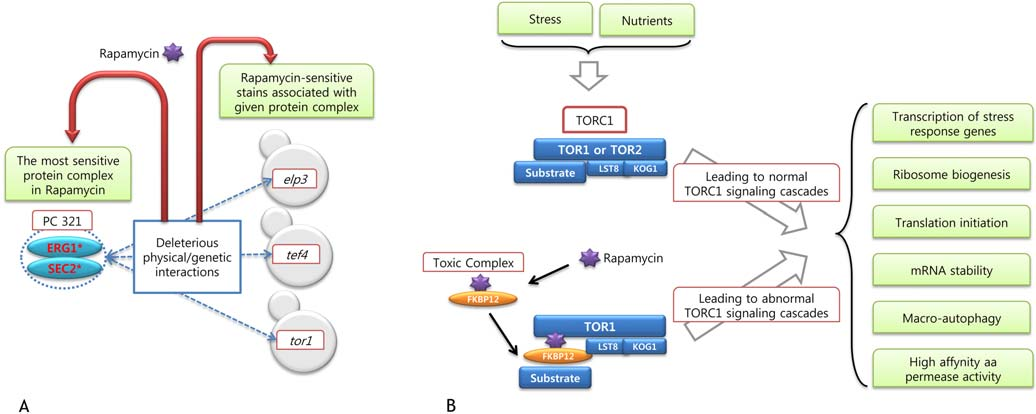 Rapamycin
Rapamycin-sensitive
stains associated with
given protein complex
The most sensitive
protein complex
in Rapamycin
PC 321
ERG1*
SEC2*
Deleterious
physical/genetic
interactions
elp3
tef4
tor1
A
Stress
Nutrients
TORC1
TOR1 or TOR2
Substrate
LST8
KOG1
Leading to normal
TORC1 signaling cascades
Toxic Complex
Rapamycin
FKBP12
TOR1
LST8
KOG1
FKBP12
Substrate
Leading to abnormal
TORC1 signaling cascades
Transcription of stress
response genes
Ribosome biogenesis
Translation initiation
mRNA stability
Macro-autophagy
High affynity aa
permease activity
B